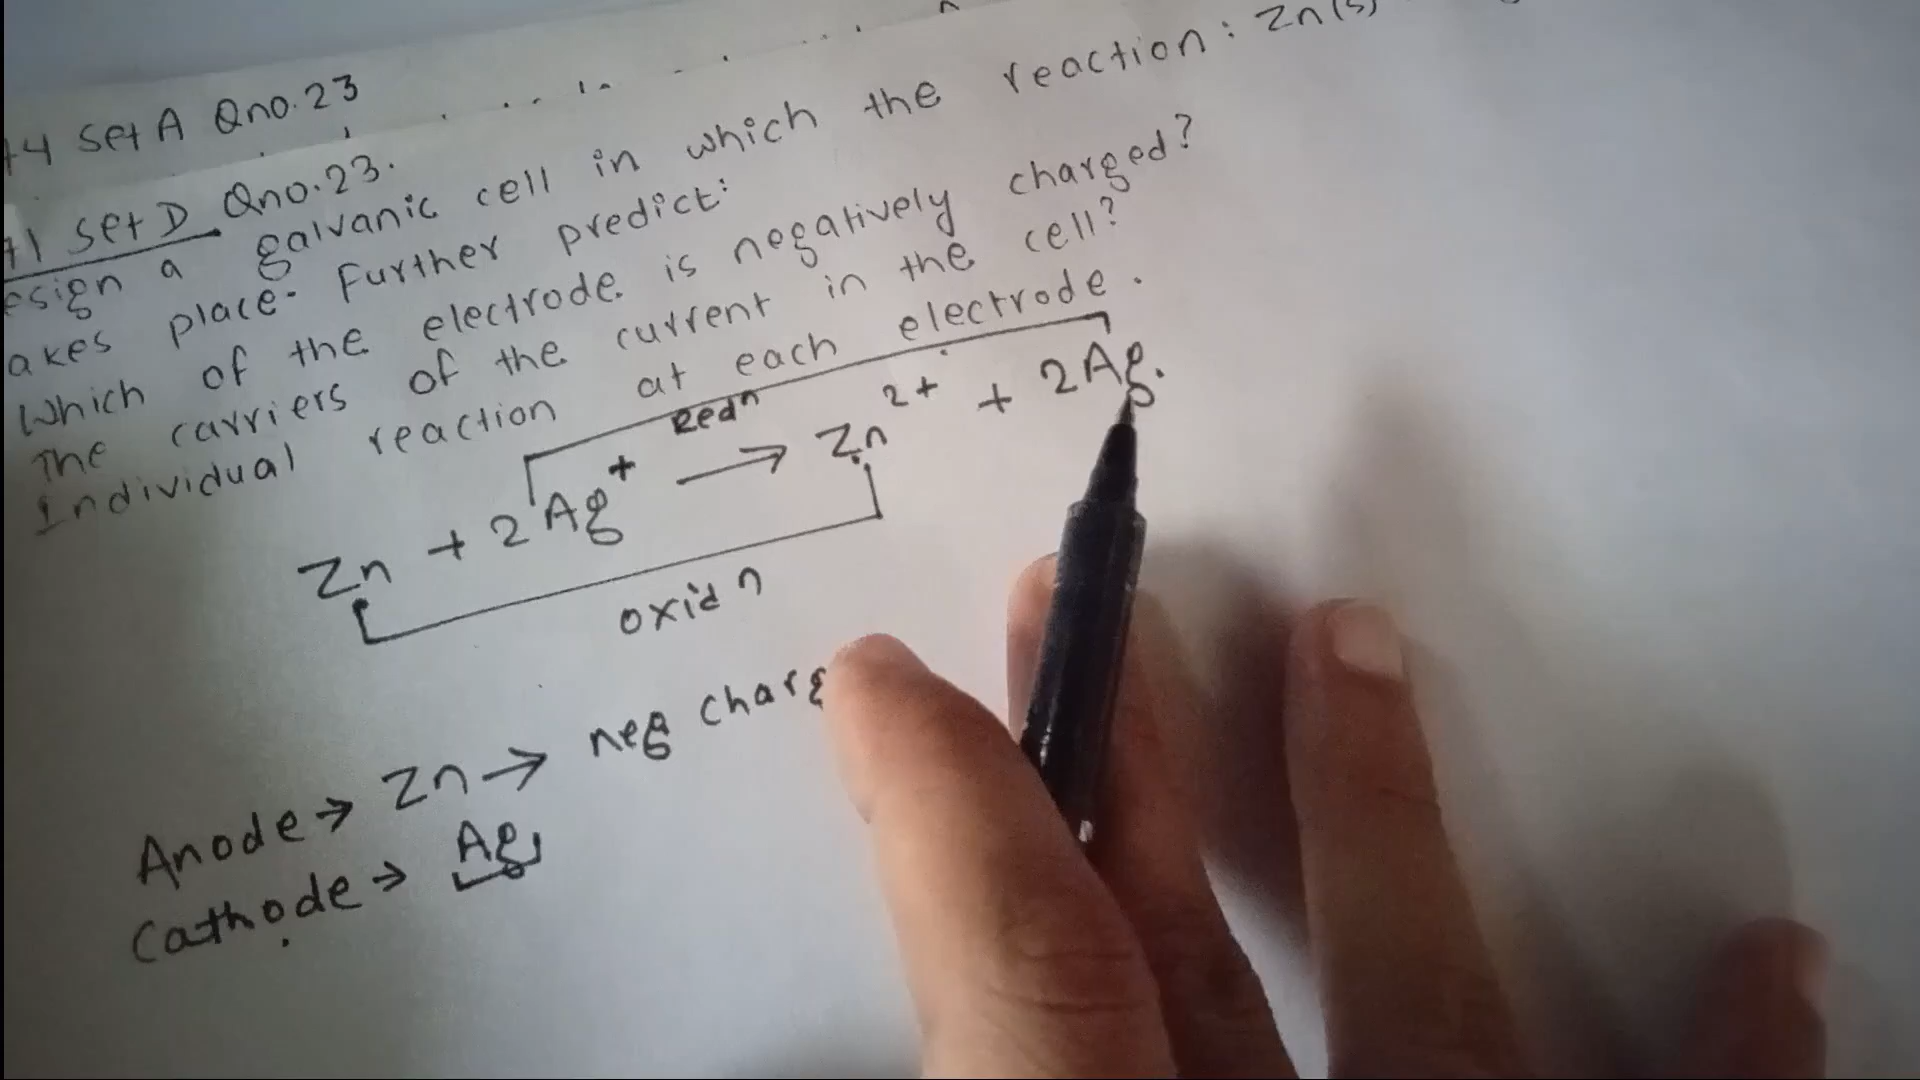 74 Set A Qno.23
71 Set D Qno.23.
esign a galvanic cell in which the reaction: Zn(s)
akes place. Further predict:
Which of the electrode is negatively charged?
The carriers of the current in the cell?
Individual reaction at each electrode.
Redn
Zn + 2Ag+ → Zn2+ + 2Ag.
oxidn
Anode → Zn → neg charg
Cathode → Ag